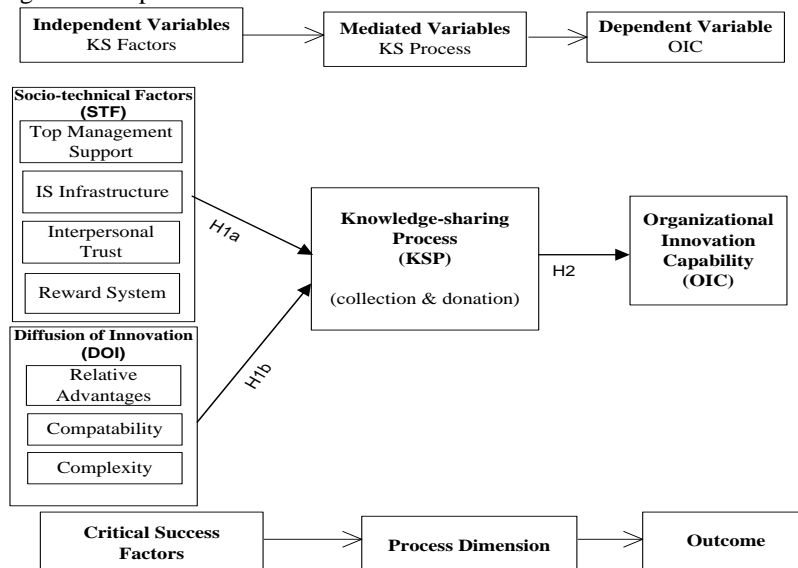 Independent Variables
KS Factors
Mediated Variables
KS Process
Dependent Variable
OIC
Socio-technical Factors
(STF)
Top Management
Support
IS Infrastructure
Interpersonal
Trust
Reward System
H1a
Knowledge-sharing
Process
(KSP)
(collection & donation)
H2
Organizational
Innovation
Capability
(OIC)
Diffusion of Innovation
(DOI)
Relative
Advantages
Compatability
Complexity
H1b
Critical Success
Factors
Process Dimension
Outcome